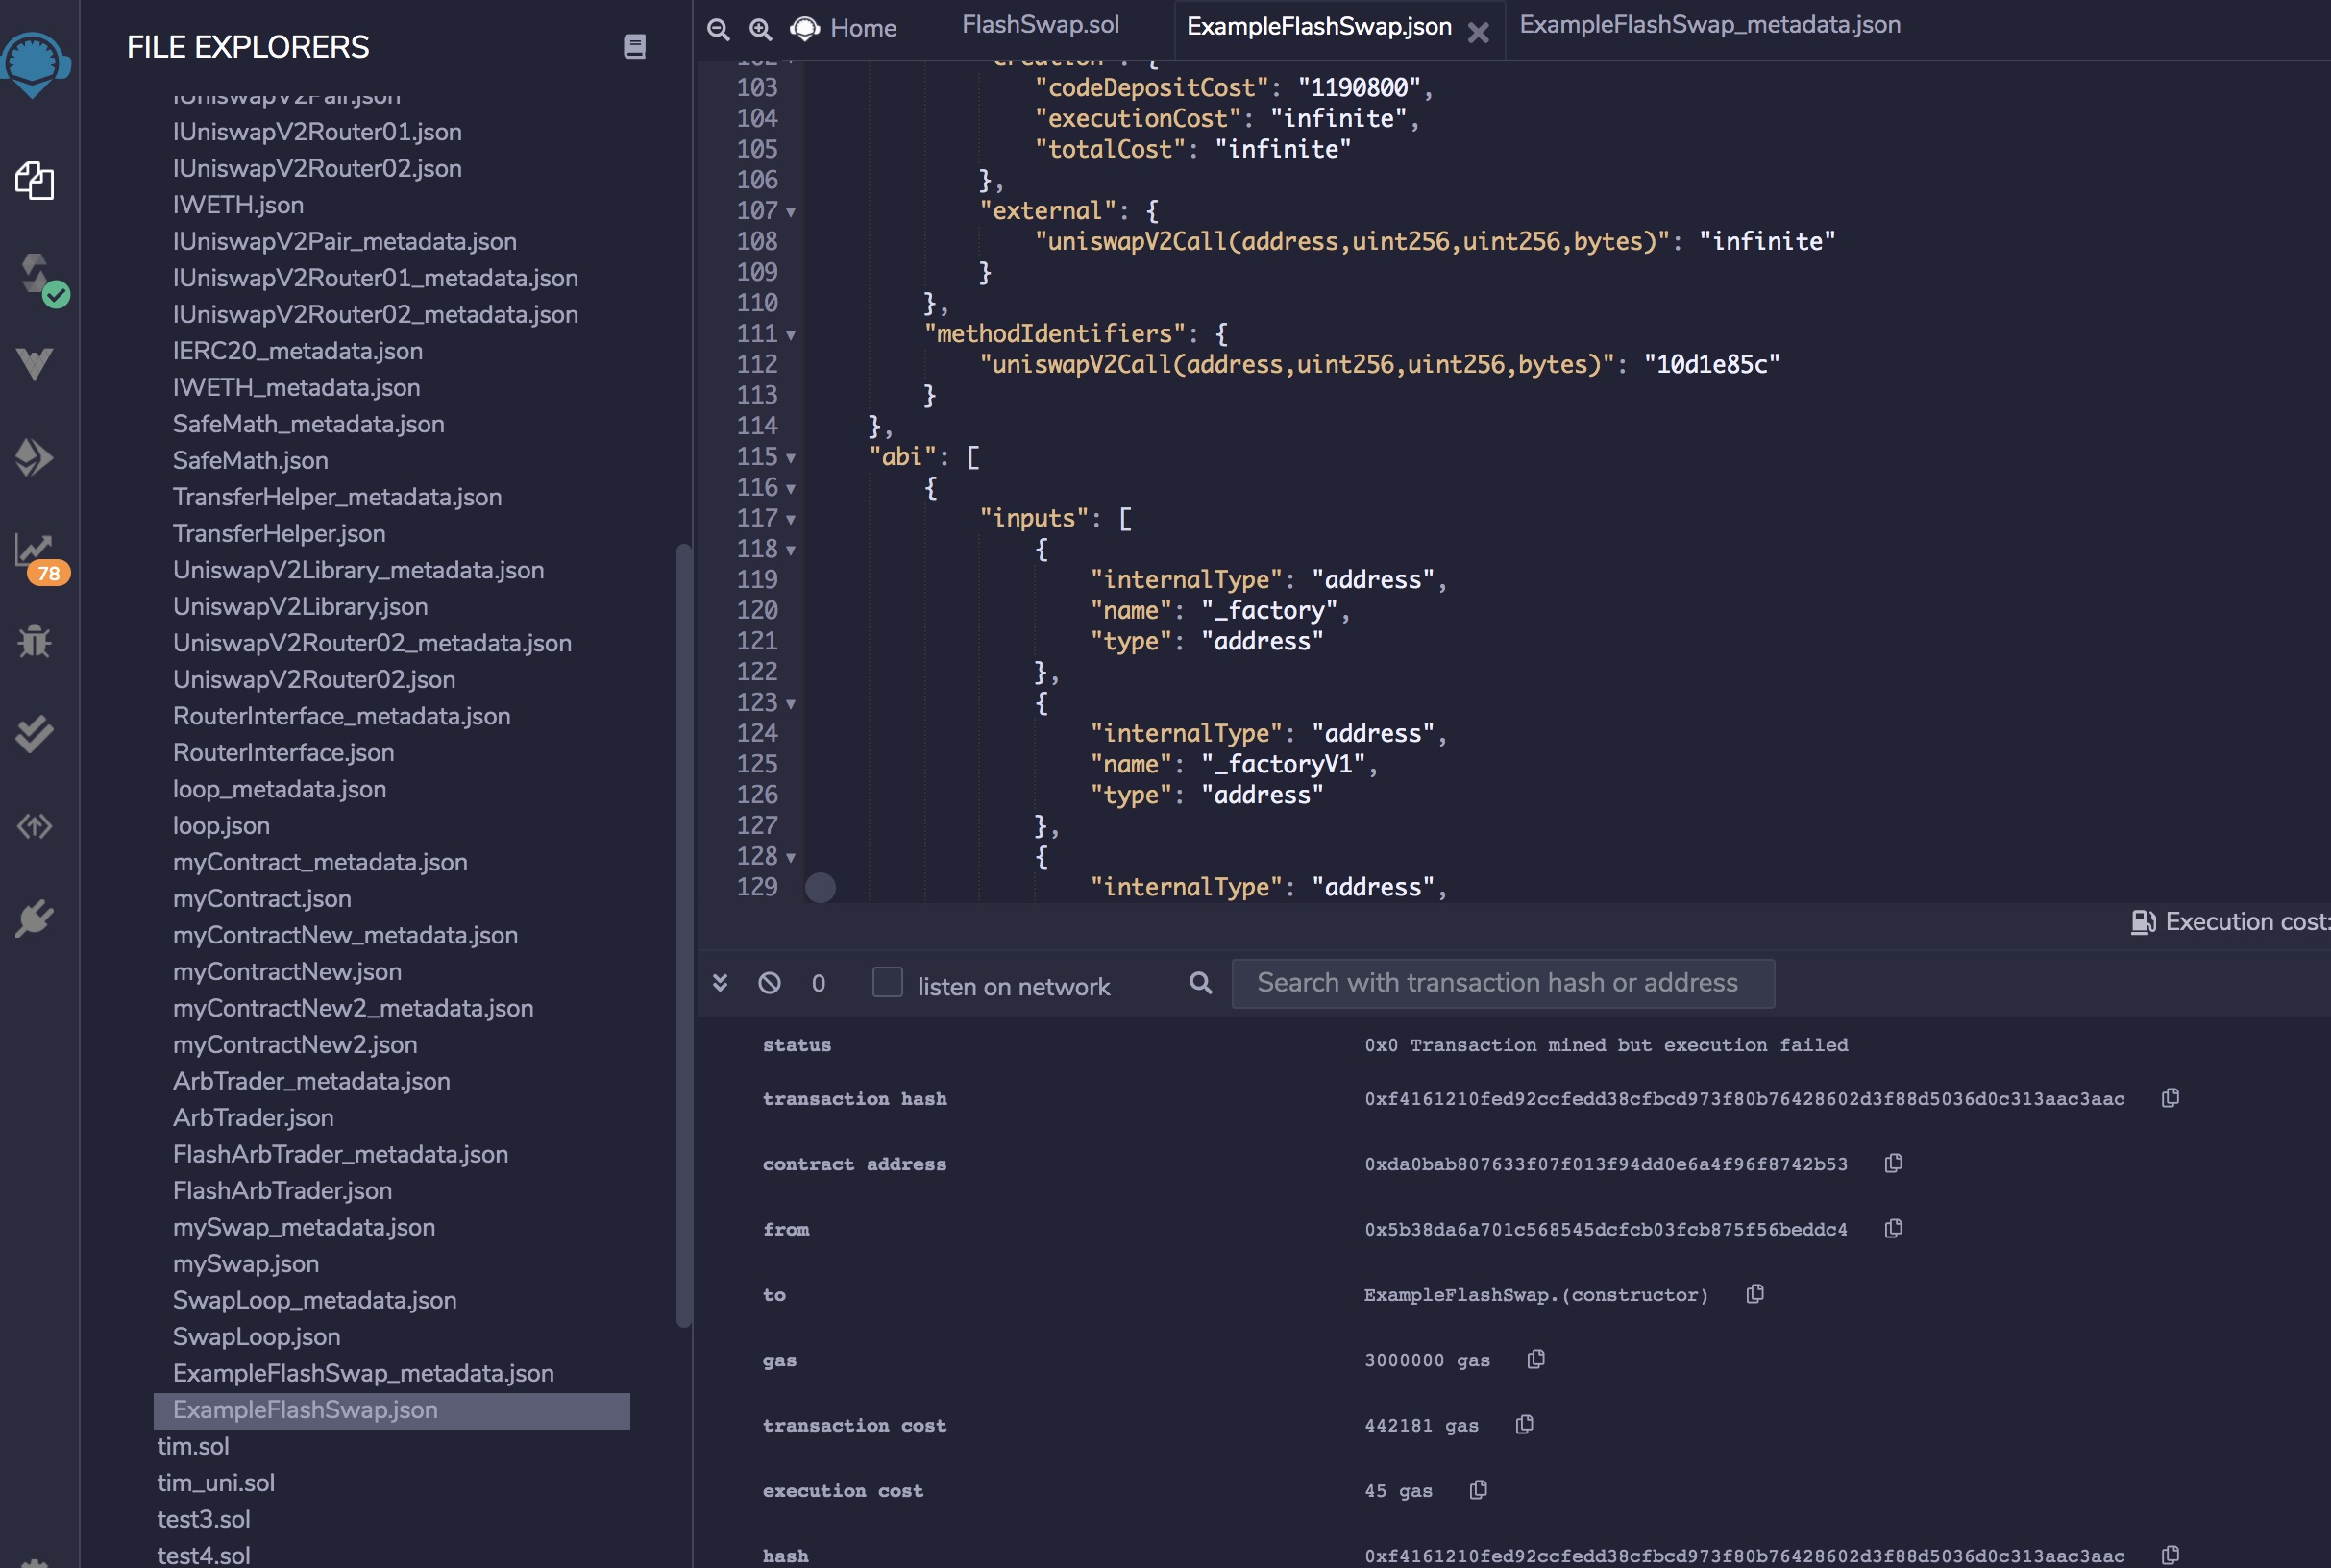 FILE EXPLORERS
IUniswapV2Pair.json
IUniswapV2Router01.json
IUniswapV2Router02.json
IWETH.json
IUniswapV2Pair_metadata.json
IUniswapV2Router01_metadata.json
IUniswapV2Router02_metadata.json
IERC20_metadata.json
IWETH_metadata.json
SafeMath_metadata.json
SafeMath.json
TransferHelper_metadata.json
TransferHelper.json
78
UniswapV2Library_metadata.json
UniswapV2Library.json
UniswapV2Router02_metadata.json
UniswapV2Router02.json
RouterInterface_metadata.json
RouterInterface.json
loop_metadata.json
loop.json
myContract_metadata.json
myContract.json
myContractNew_metadata.json
myContractNew.json
myContractNew2_metadata.json
myContractNew2.json
ArbTrader_metadata.json
ArbTrader.json
FlashArbTrader_metadata.json
FlashArbTrader.json
mySwap_metadata.json
mySwap.json
SwapLoop_metadata.json
SwapLoop.json
ExampleFlashSwap_metadata.json
ExampleFlashSwap.json
tim.sol
tim_uni.sol
test3.sol
test4.sol
Home FlashSwap.sol ExampleFlashSwap.json ExampleFlashSwap_metadata.json
102 "creation": {
103 "codeDepositCost": "1190800",
104 "executionCost": "infinite",
105 "totalCost": "infinite"
106 },
107 "external": {
108 "uniswapV2Call(address,uint256,uint256,bytes)": "infinite"
109 }
110 },
111 "methodIdentifiers": {
112 "uniswapV2Call(address,uint256,uint256,bytes)": "10d1e85c"
113 }
114 },
115 "abi": [
116 {
117 "inputs": [
118 {
119 "internalType": "address",
120 "name": "_factory",
121 "type": "address"
122 },
123 {
124 "internalType": "address",
125 "name": "_factoryV1",
126 "type": "address"
127 },
128 {
129 "internalType": "address",
Execution cost:
0 listen on network Search with transaction hash or address
status 0x0 Transaction mined but execution failed
transaction hash 0xf4161210fed92ccfedd38cfbcd973f80b76428602d3f88d5036d0c313aac3aac
contract address 0xda0bab807633f07f013f94dd0e6a4f96f8742b53
from 0x5b38da6a701c568545dcfcb03fcb875f56beddc4
to ExampleFlashSwap.(constructor)
gas 3000000 gas
transaction cost 442181 gas
execution cost 45 gas
hash 0xf4161210fed92ccfedd38cfbcd973f80b76428602d3f88d5036d0c313aac3aac